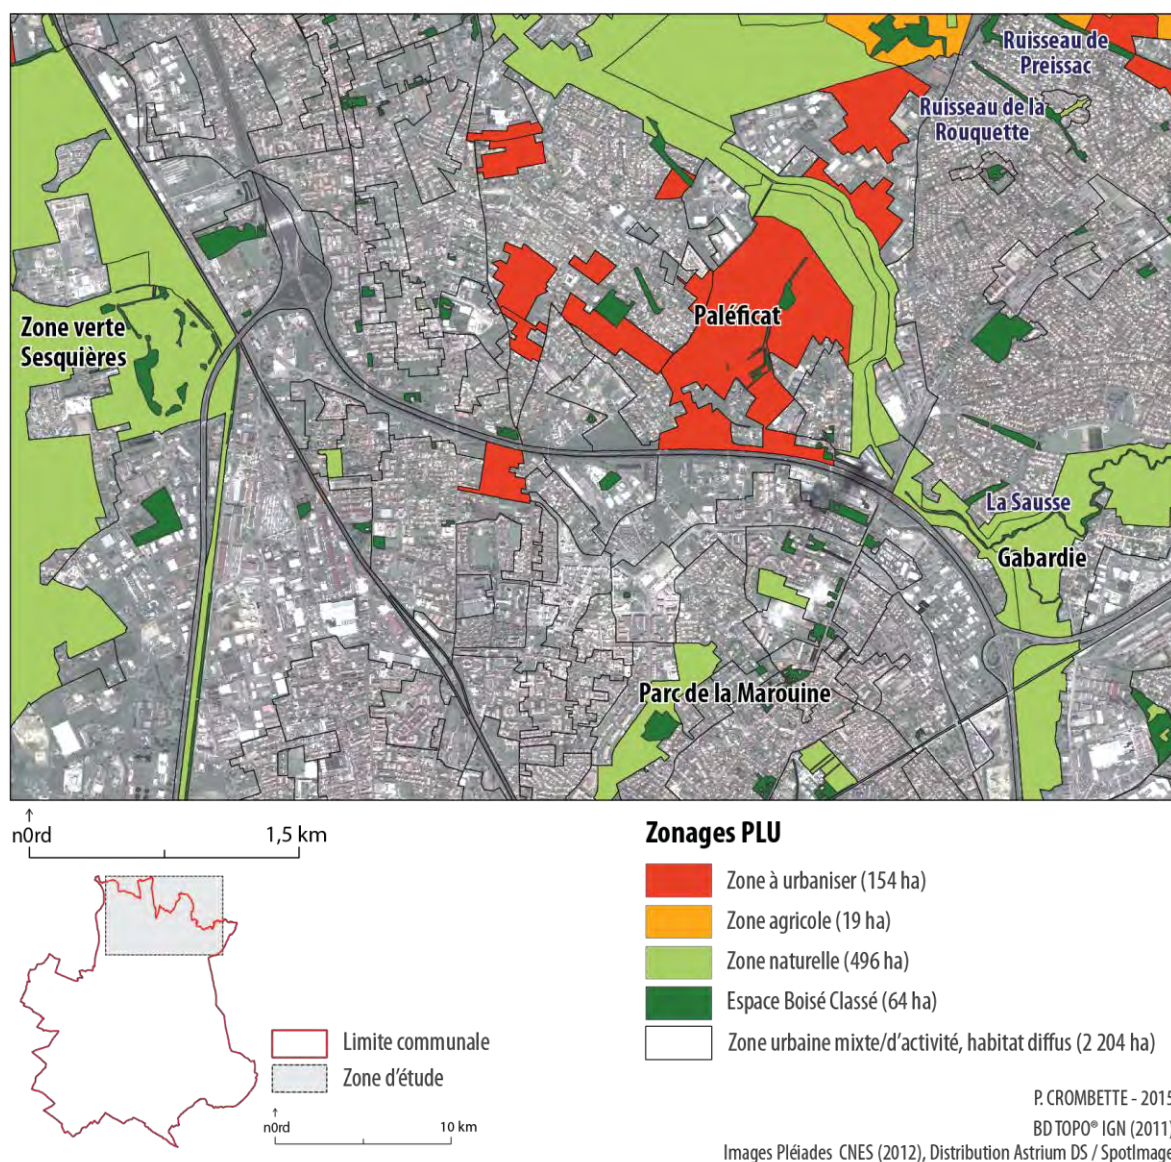 Ruisseau de
Preissac
Ruisseau de la
Rouquette
Zone verte
Sesquières
Paléficat
La Sausse
Gabardie
Parc de la Marouine
n0rd
1,5 km
Zonages PLU
Zone à urbaniser (154 ha)
Zone agricole (19 ha)
Zone naturelle (496 ha)
Espace Boisé Classé (64 ha)
Zone urbaine mixte/d'activité, habitat diffus (2 204 ha)
Limite communale
Zone d'étude
n0rd
10 km
P. CROMBETTE - 2015
BD TOPO® IGN (2011)
Images Pléiades CNES (2012), Distribution Astrium DS / SpotImage